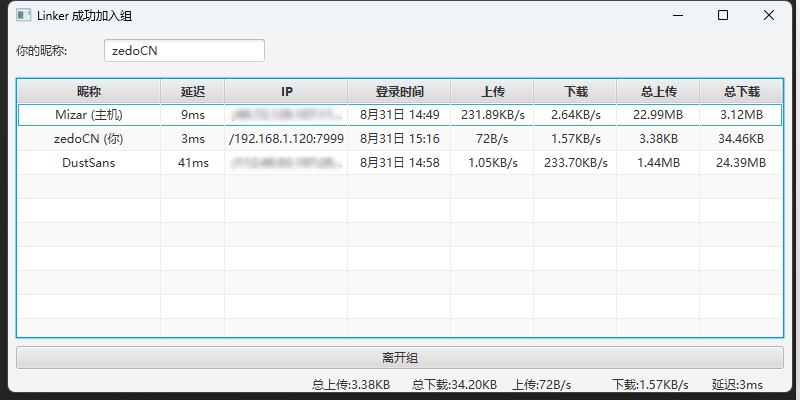 Linker 成功加入组
你的昵称: zedoCN
昵称 延迟 IP 登录时间 上传 下载 总上传 总下载
Mizar (主机) 9ms 8月31日 14:49 231.89KB/s 2.64KB/s 22.99MB 3.12MB
zedoCN (你) 3ms /192.168.1.120:7999 8月31日 15:16 72B/s 1.57KB/s 3.38KB 34.46KB
DustSans 41ms 8月31日 14:58 1.05KB/s 233.70KB/s 1.44MB 24.39MB
离开组
总上传:3.38KB 总下载:34.20KB 上传:72B/s 下载:1.57KB/s 延迟:3ms